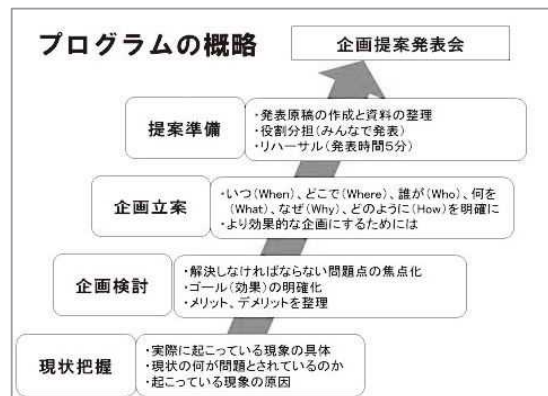 プログラムの概略
企画提案発表会
提案準備
・発表原稿の作成と資料の整理
・役割分担(みんなで発表)
・リハーサル(発表時間5分)
企画立案
・いつ(When)、どこで(Where)、誰が(Who)、何を
(What)、なぜ(Why)、どのように(How)を明確に
・より効果的な企画にするためには
企画検討
・解決しなければならない問題点の焦点化
・ゴール(効果)の明確化
・メリット、デメリットを整理
現状把握
・実際に起こっている現象の具体
・現状の何が問題とされているのか
・起こっている現象の原因